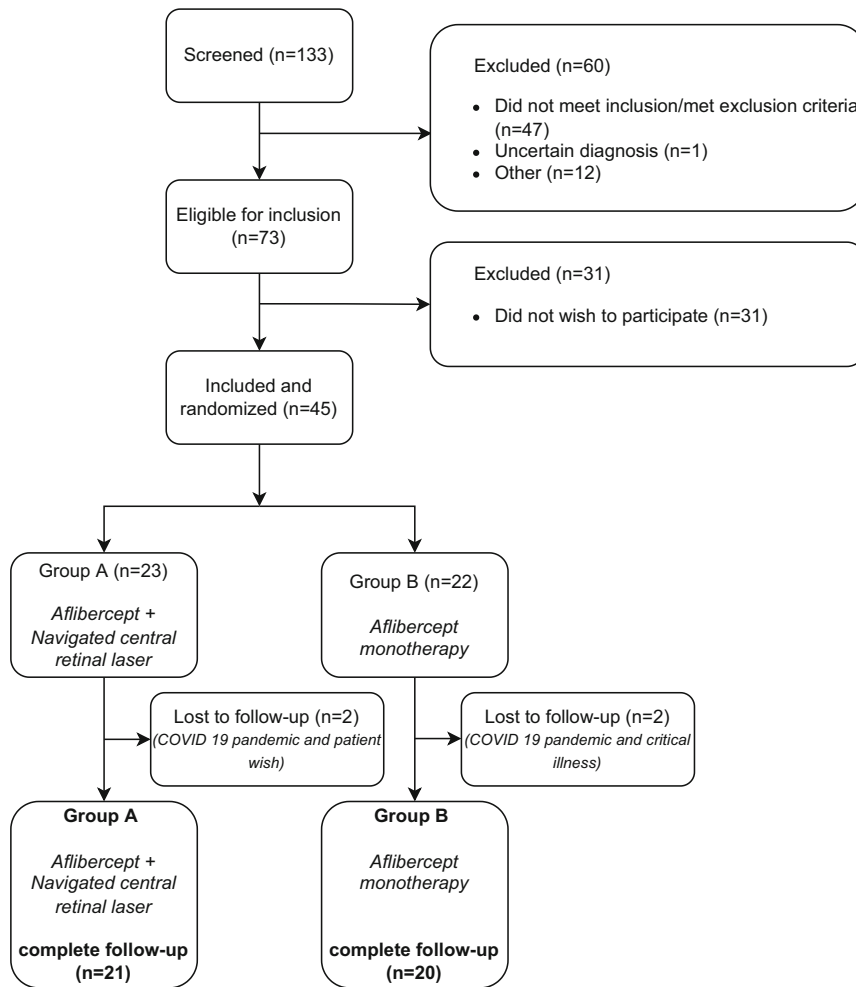 Screened (n=133)
Excluded (n=60)
• Did not meet inclusion/met exclusion criteria
(n=47)
• Uncertain diagnosis (n=1)
• Other (n=12)
Eligible for inclusion
(n=73)
Excluded (n=31)
• Did not wish to participate (n=31)
Included and
randomized (n=45)
Group A (n=23)
Aflibercept +
Navigated central
retinal laser
Group B (n=22)
Aflibercept
monotherapy
Lost to follow-up (n=2)
(COVID 19 pandemic and patient
wish)
Lost to follow-up (n=2)
(COVID 19 pandemic and critical
illness)
Group A
Aflibercept +
Navigated central
retinal laser
complete follow-up
(n=21)
Group B
Aflibercept
monotherapy
complete follow-up
(n=20)